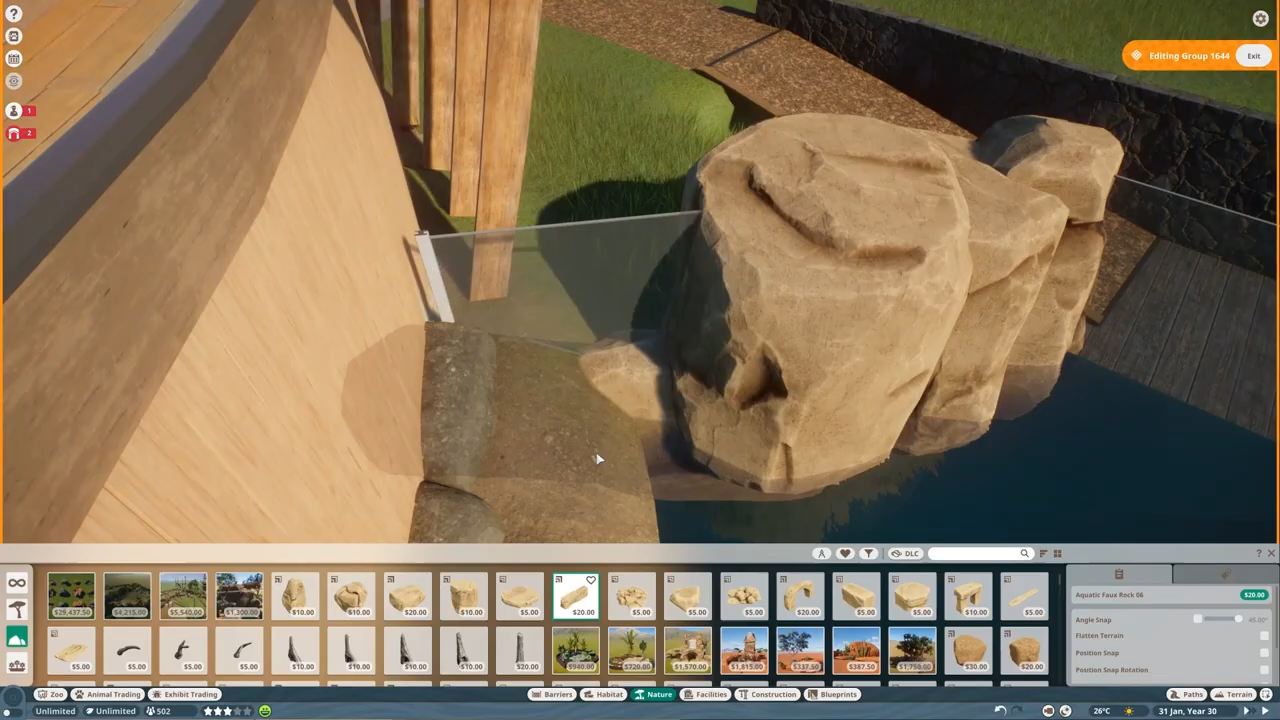 ?
Editing Group 1644 Exit
1
2
DLC
? ×
$29,437.50 $4,215.00 $5,540.00 $1,300.00 $10.00 $10.00 $20.00 $10.00 $5.00 $20.00 $5.00 $5.00 $5.00 $20.00 $5.00 $5.00 $10.00 $5.00
Aquatic Faux Rock 06 $20.00
Angle Snap 45.00°
Flatten Terrain
Position Snap
Position Snap Rotation
$5.00 $5.00 $5.00 $5.00 $10.00 $10.00 $10.00 $10.00 $20.00 $940.00 $720.00 $1,570.00 $1,815.00 $337.50 $387.50 $1,750.00 $30.00 $20.00
Zoo Animal Trading Exhibit Trading Barriers Habitat Nature Facilities Construction Blueprints Paths Terrain
Unlimited Unlimited 502 26°C 31 Jan, Year 30